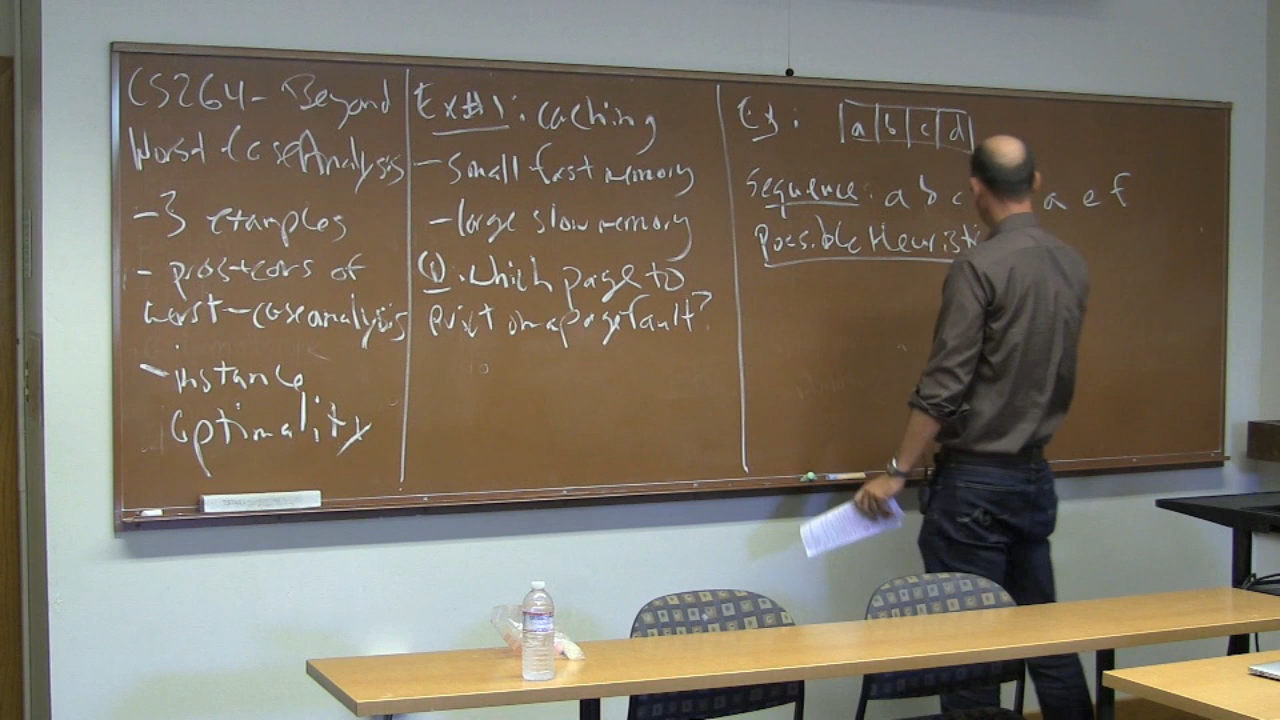 CS264 - Beyond
Worst Case Analysis
- 3 examples
- pros + cons of
worst-case analysis
- instance
optimality
Ex #1: caching
- small fast memory
- large slow memory
Q: which page to
evict on a page fault?
Ex: a b c d
Sequence: a b c a e f
Possible